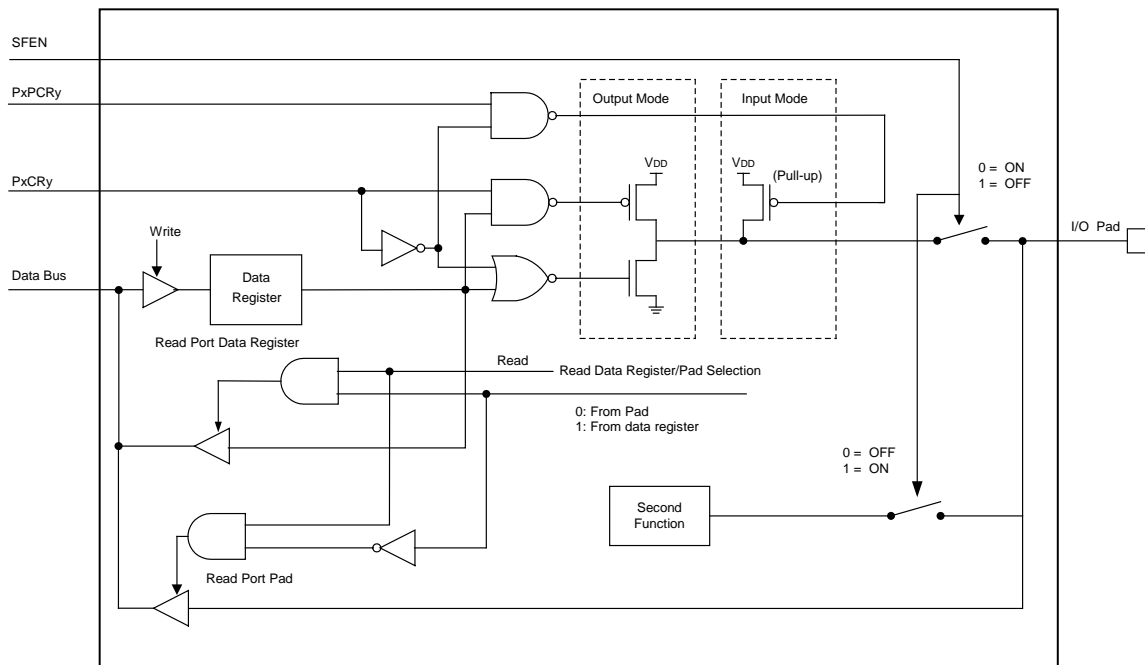 SFEN
PxPCRy
Output Mode
Input Mode
VDD
VDD
(Pull-up)
0 = ON
1 = OFF
PxCRy
I/O Pad
Write
Data Bus
Data
Register
Read Port Data Register
Read
Read Data Register/Pad Selection
0: From Pad
1: From data register
0 = OFF
1 = ON
Second
Function
Read Port Pad